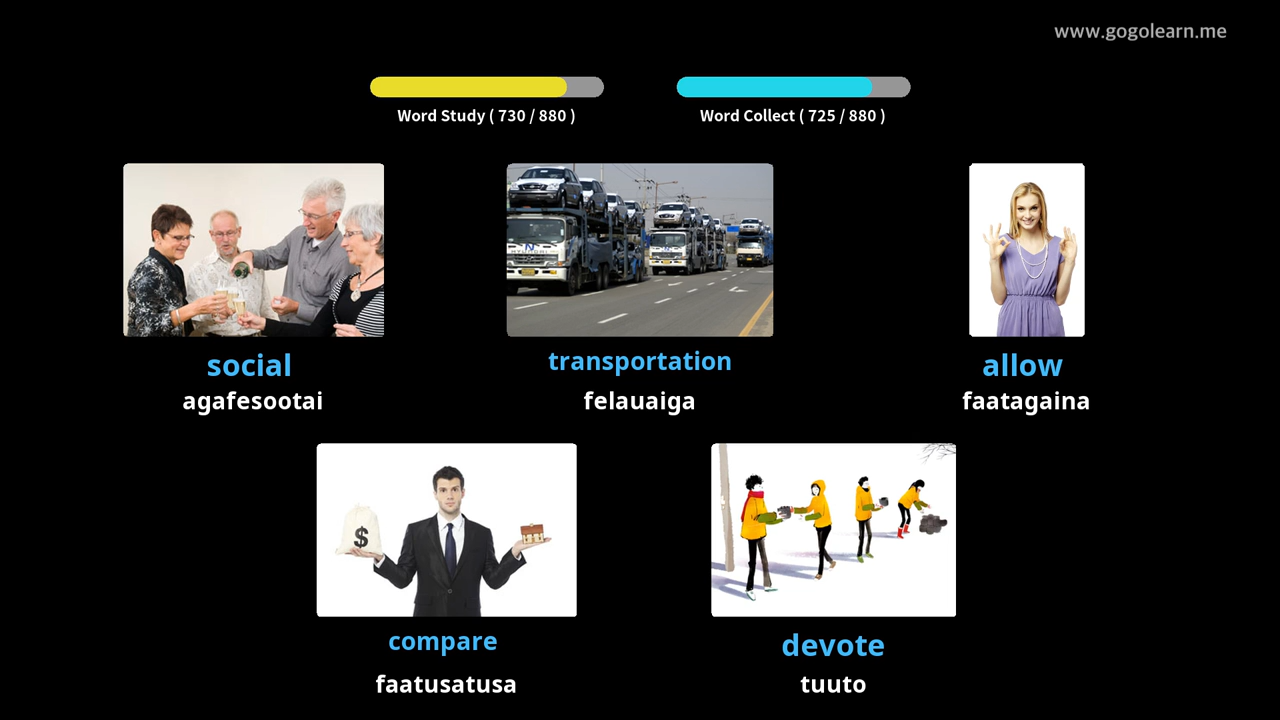 www.gogolearn.me
Word Study ( 730 / 880 )
Word Collect ( 725 / 880 )
social
agafesootai
transportation
felauaiga
allow
faatagaina
$
compare
faatusatusa
devote
tuuto